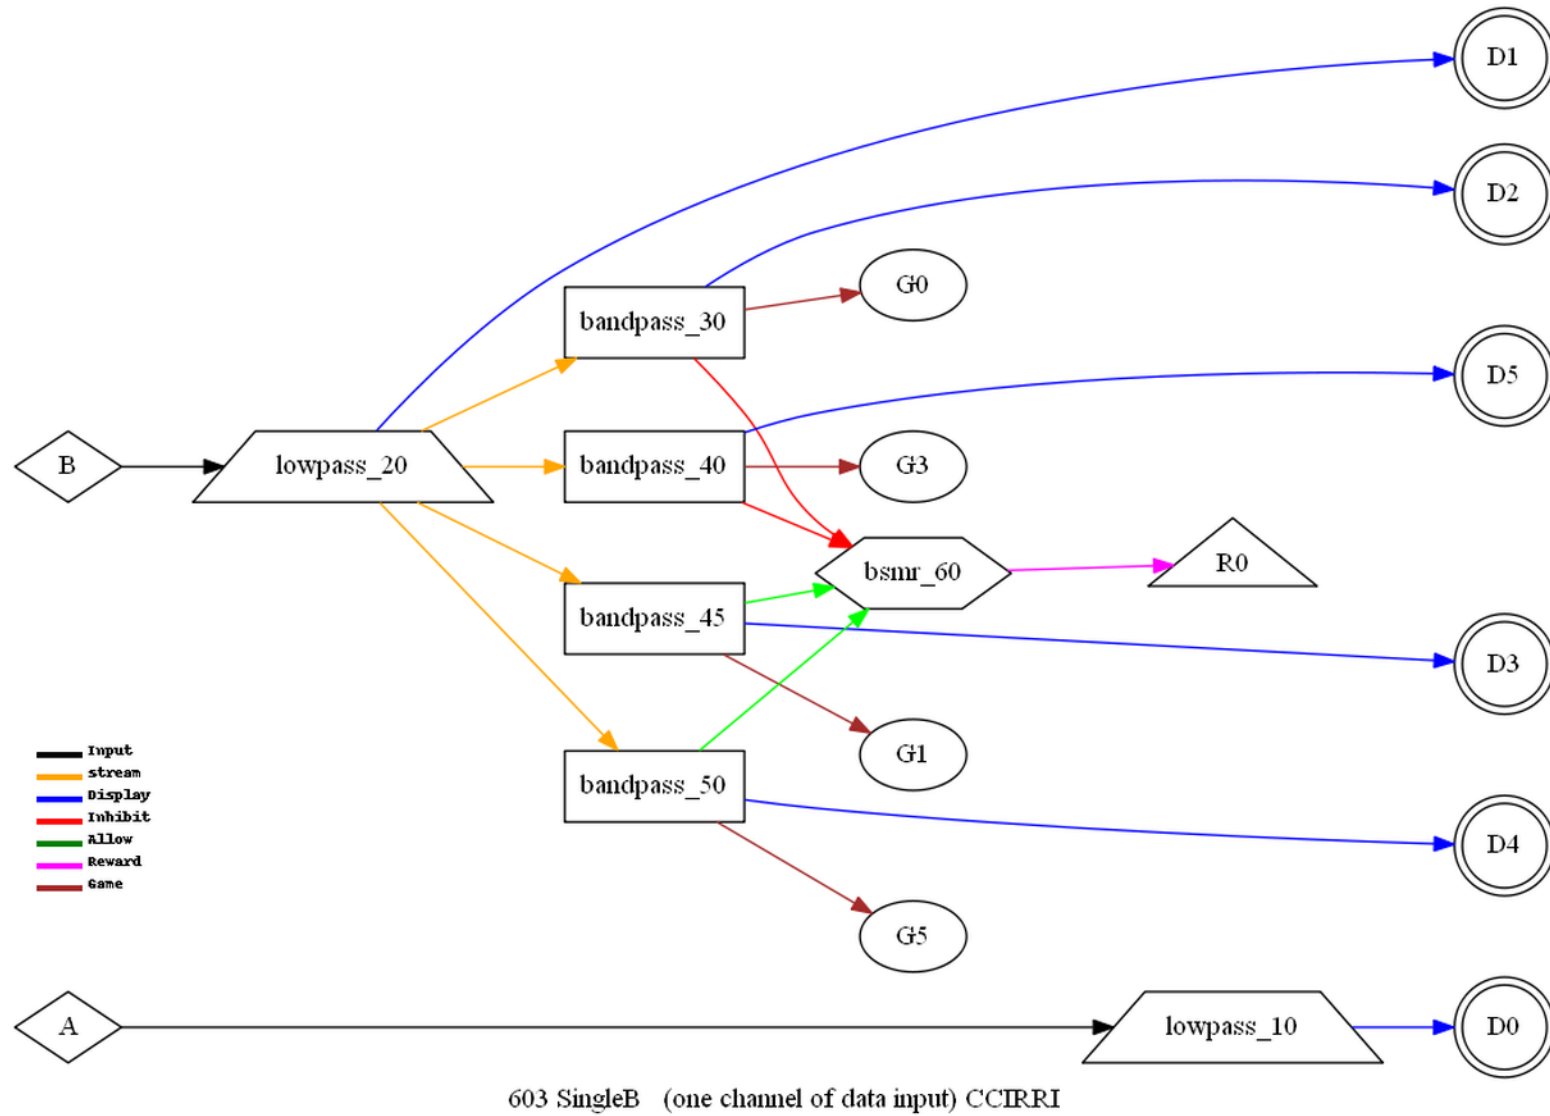 D1
D2
G0
bandpass_30
D5
B
lowpass_20
bandpass_40
G3
bsmr_60
R0
bandpass_45
D3
G1
bandpass_50
D4
Input
stream
Display
Inhibit
Allow
Reward
Game
G5
A
lowpass_10
D0
603 SingleB (one channel of data input) CCIRRI